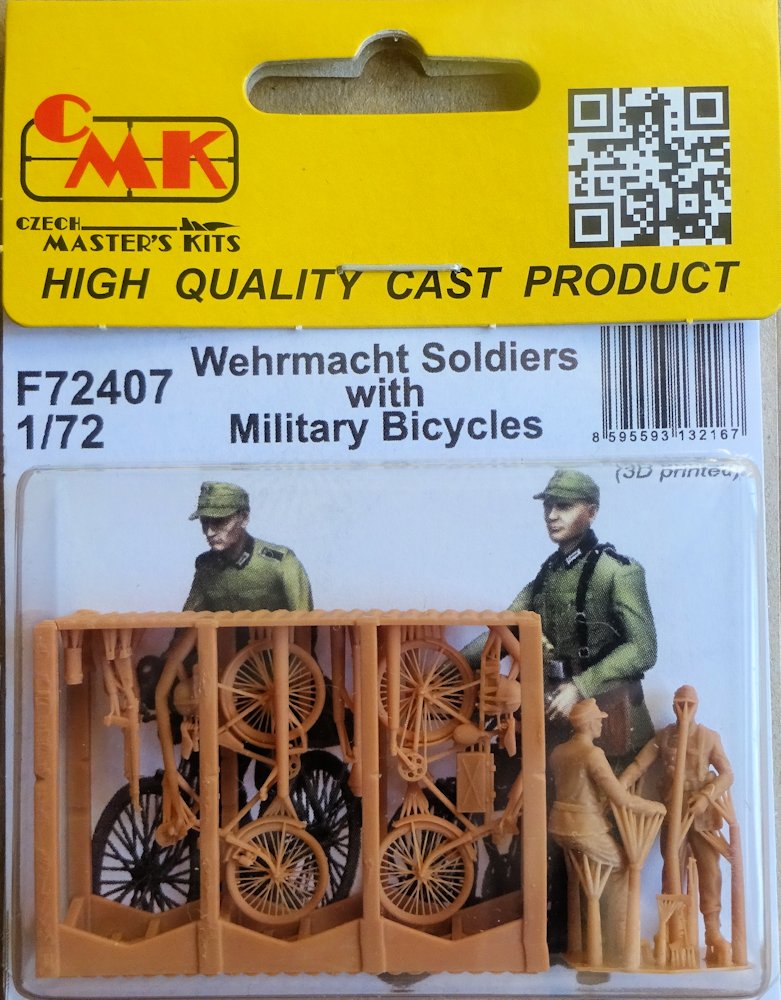 CMK
CZECH
MASTER'S KITS
HIGH QUALITY CAST PRODUCT
F72407
1/72
Wehrmacht Soldiers
with
Military Bicycles
8 595593 132167
(3D printed)